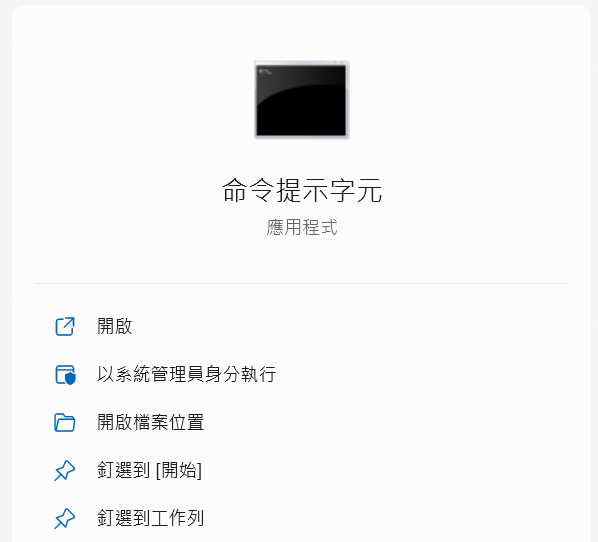 命令提示字元
應用程式
開啟
以系統管理員身分執行
開啟檔案位置
釘選到 [開始]
釘選到工作列